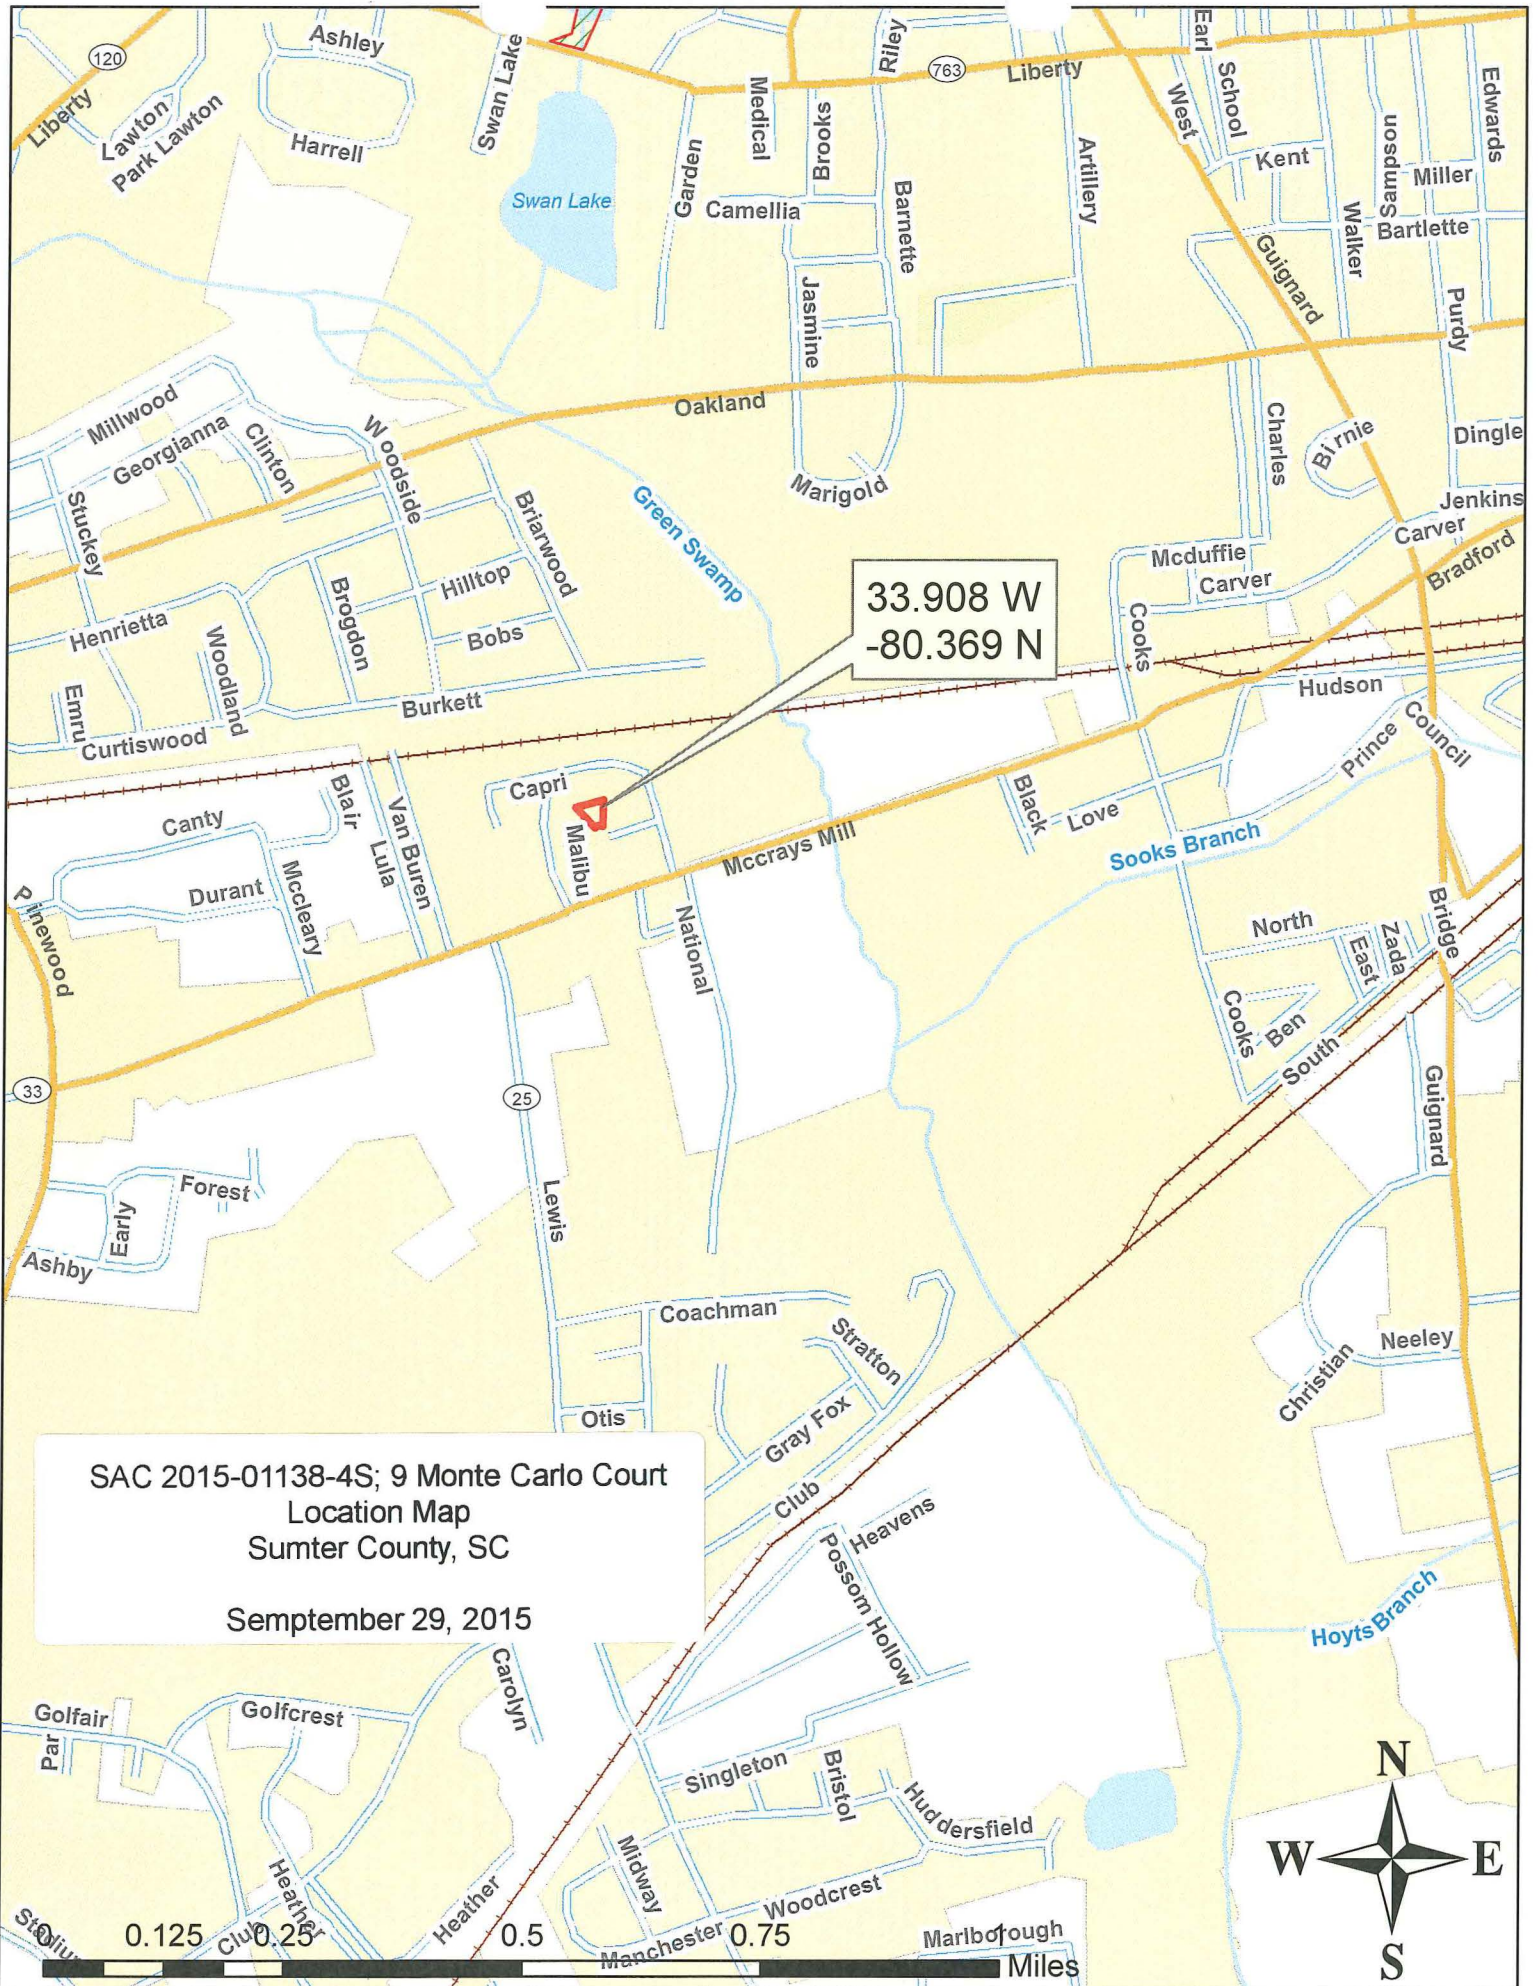 120
Liberty
Lawton
Park Lawton
Ashley
Harrell
Swan Lake
Swan Lake
Garden
Medical
Brooks
Riley
763
Liberty
Camellia
Barnette
Jasmine
Artillery
Earl
School
West
Kent
Edwards
Saunders
Miller
Walker
Bartlette
Guignard
Purdy
Oakland
Millwood
Georgianna
Clinton
Woodside
Stuckey
Marigold
Charles
Birnie
Dingle
Jenkins
Carver
Bradford
Briarwood
Green Swamp
Hilltop
Brogdon
Bobs
Henrietta
Woodland
Emru
Curtiswood
Burkett
33.908 W
-80.369 N
Mcduffie
Carver
Cooks
Hudson
Council
Prince
Capri
Malibu
Blair
Lula
Van Buren
Canty
Durant
Mccleary
Mccrays Mill
Black
Love
Sooks Branch
Pinewood
National
North
East
Zada
Bridge
Cooks
Ben
South
Guignard
33
25
Lewis
Forest
Early
Ashby
Coachman
Stratton
Otis
Gray Fox
Neeley
Christian
Club
Heavens
Possom Hollow
Hoyts Branch
SAC 2015-01138-4S; 9 Monte Carlo Court
Location Map
Sumter County, SC
Semptember 29, 2015
Carolyn
Golfair
Par
Golfcrest
Singleton
Bristol
Huddersfield
Midway
Woodcrest
Heather
Heather
Club
Manchester
Marlborough
0 0.125 0.25 0.5 0.75 1
Miles
N
W E
S